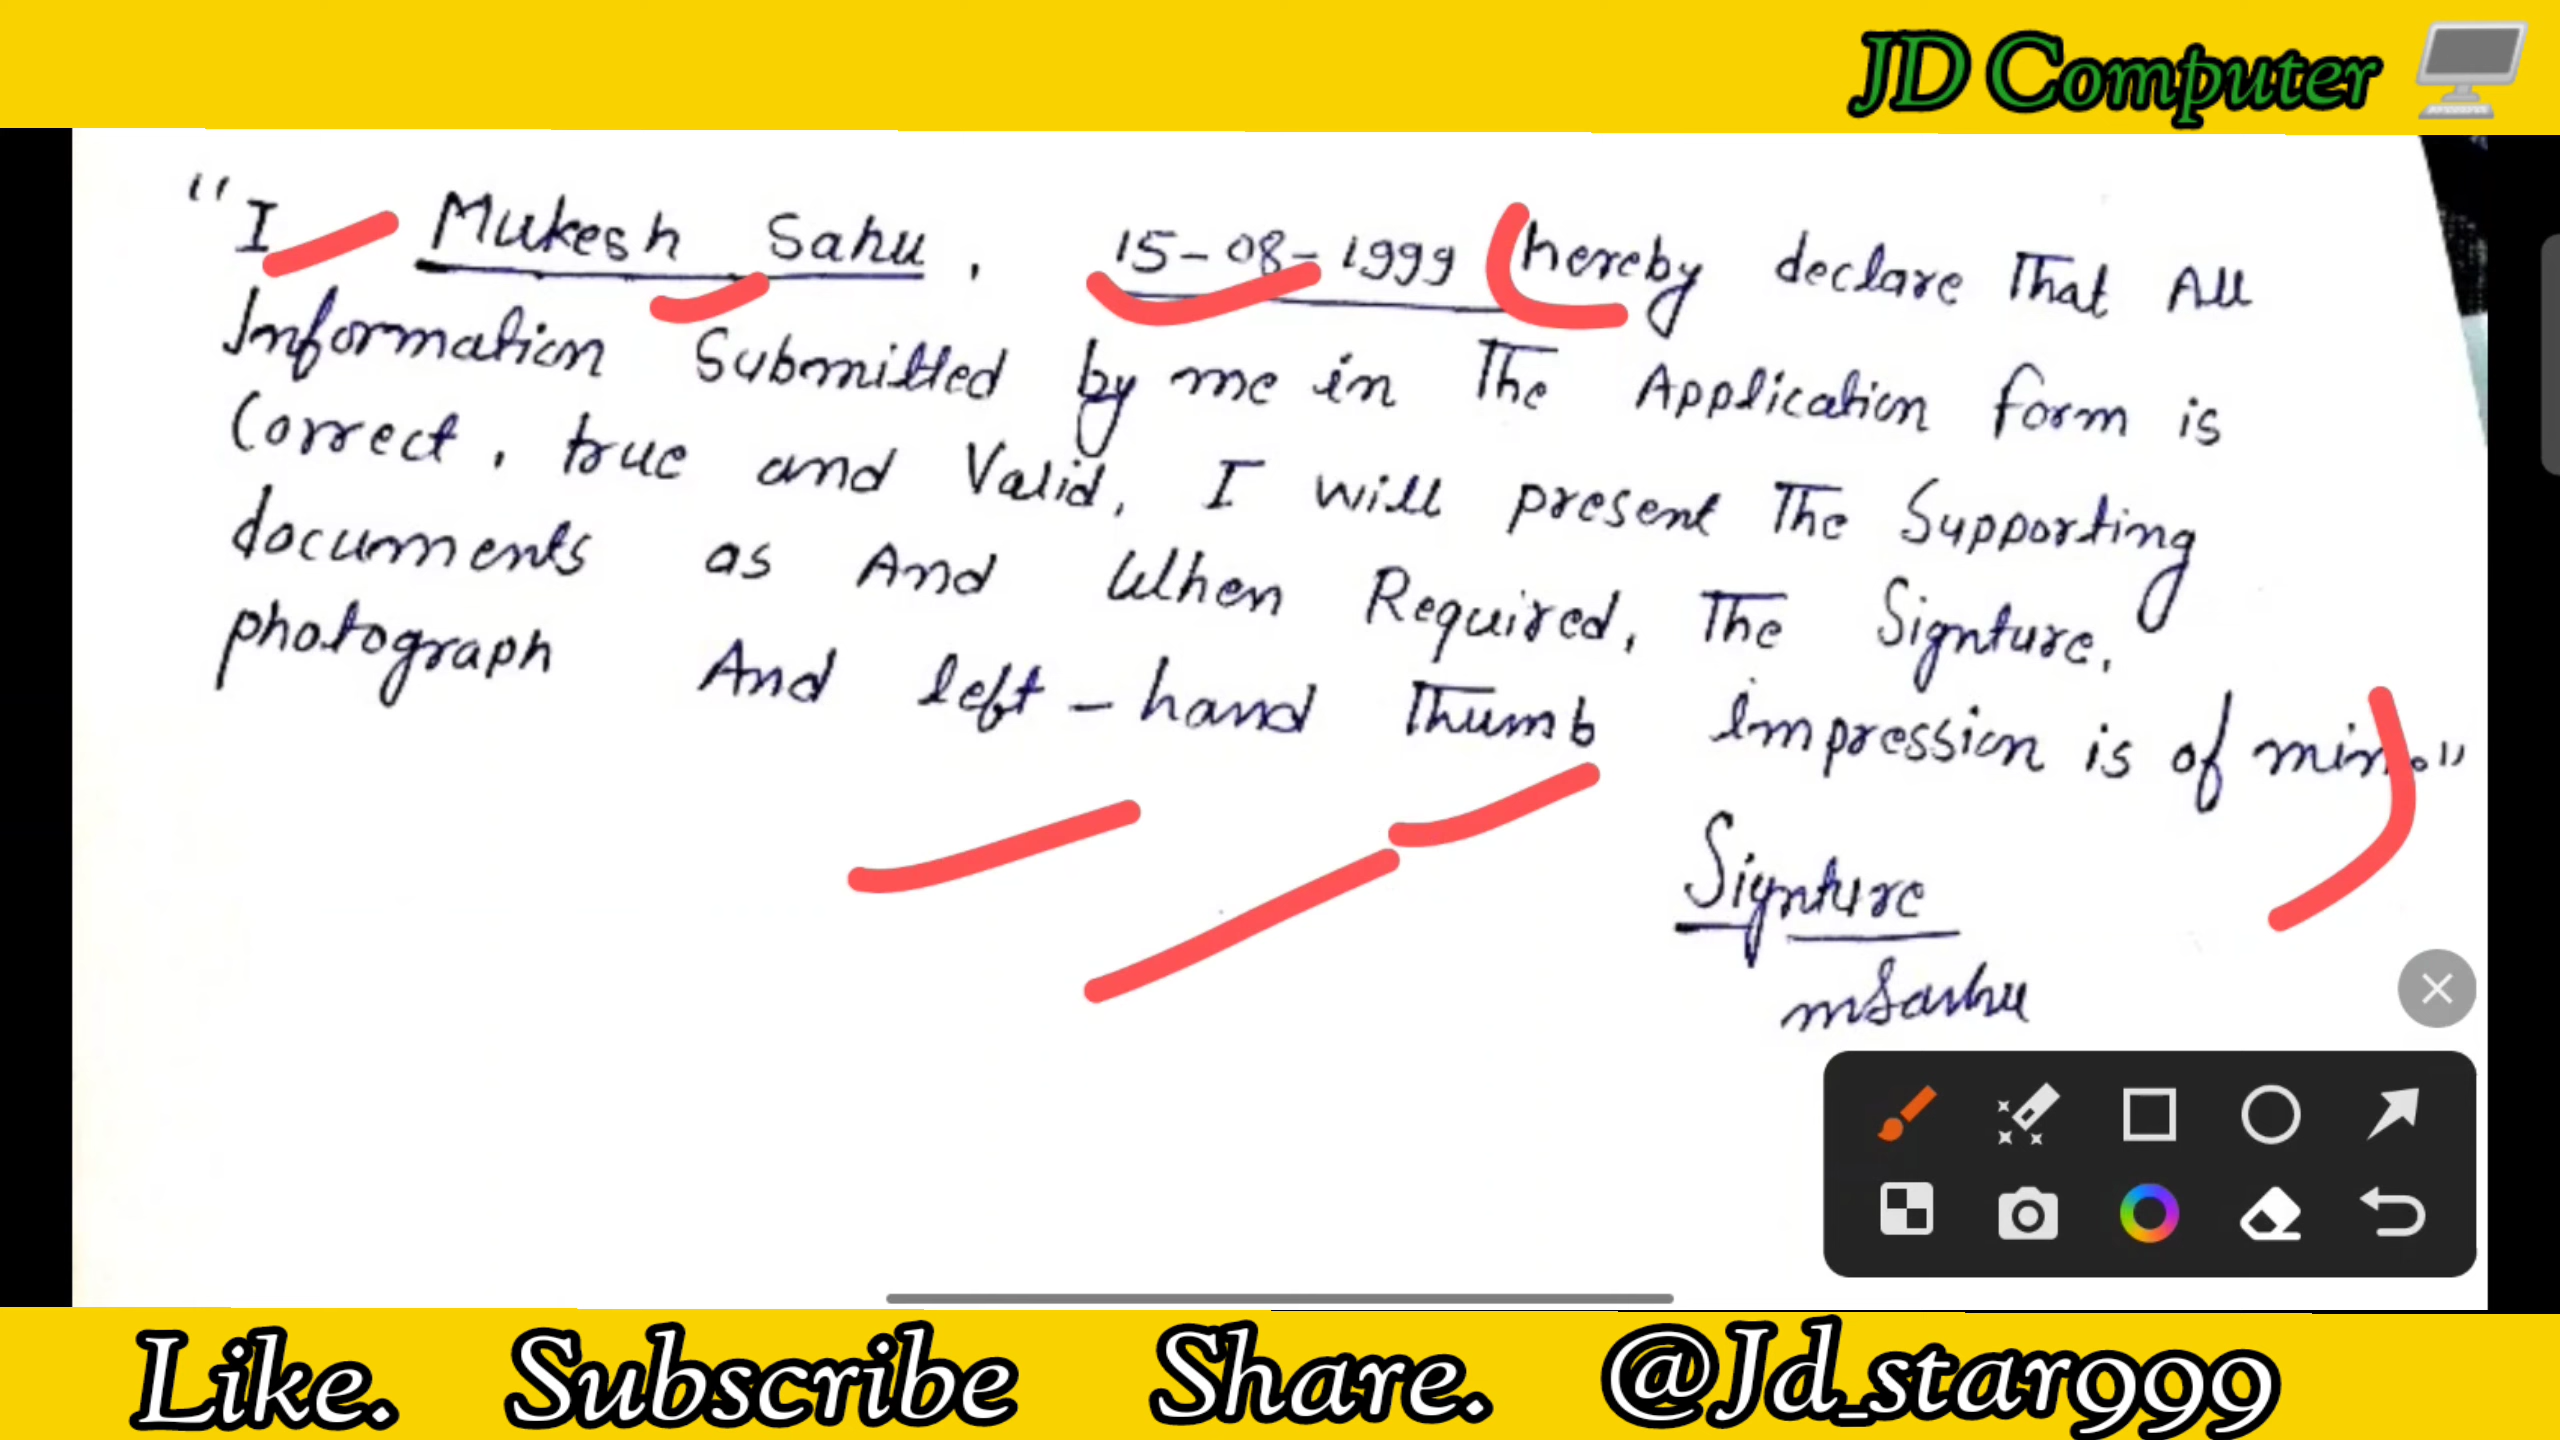 JD Computer
"I Mukesh Sahu, 15-08-1999 hereby declare That All
Information Submitted by me in The Application form is
Correct, true and Valid, I will present The Supporting
documents as And When Required, The Signture,
photograph And left-hand Thumb impression is of mine."
Signture
mSahu
Like. Subscribe Share. @Jd_star999